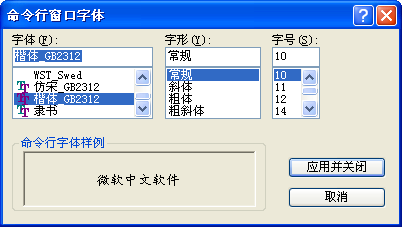 命令行窗口字体
字体(F): 字形(Y): 字号(S):
楷体_GB2312 常规 10
WST_Swed 常规 10
仿宋_GB2312 斜体 11
楷体_GB2312 粗体 12
隶书 粗斜体 14
命令行字体样例
微软中文软件
应用并关闭
取消